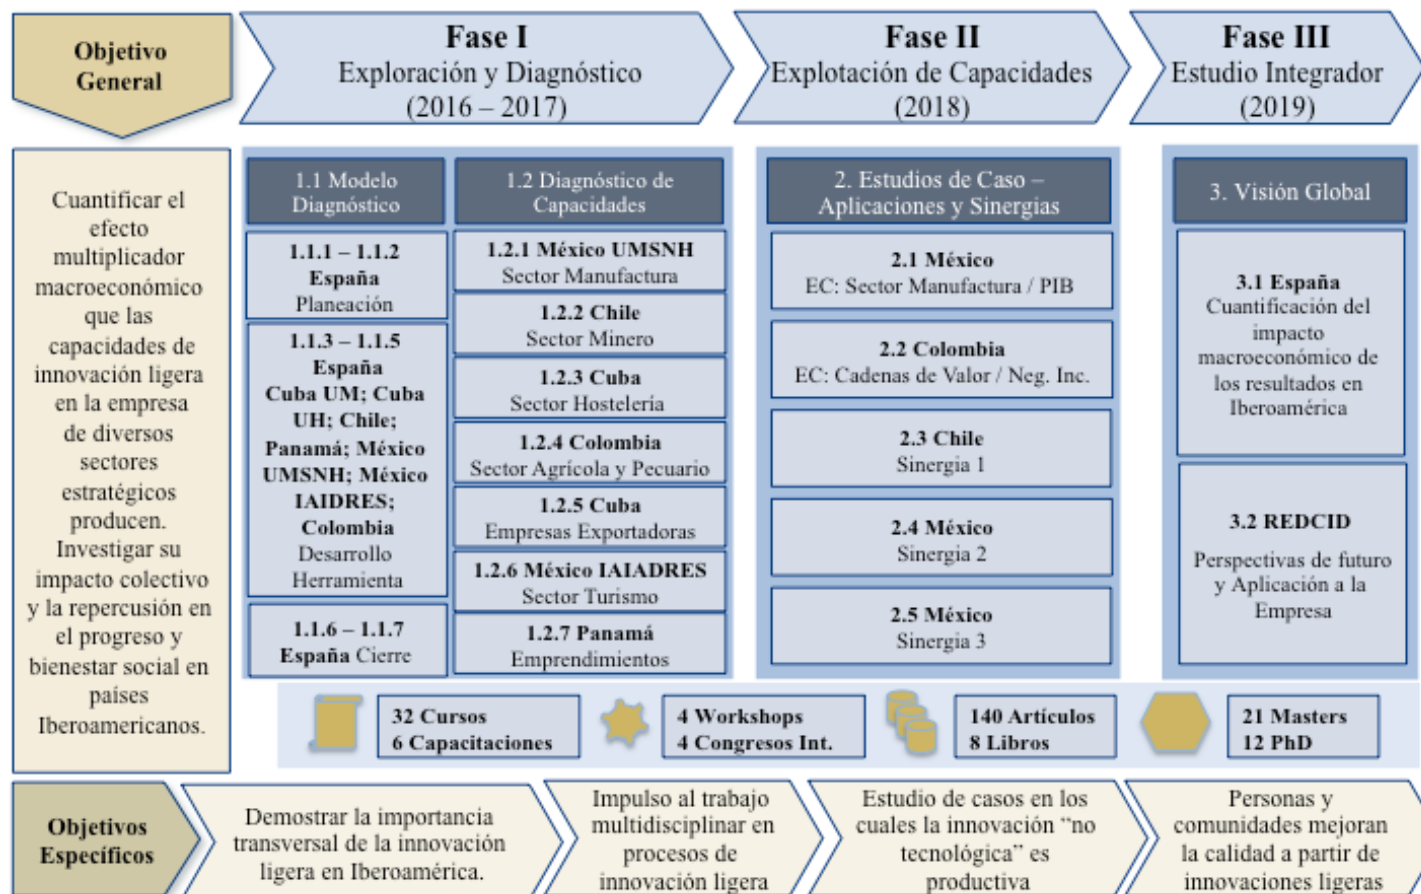 Objetivo
General
Fase I
Exploración y Diagnóstico
(2016 – 2017)
Fase II
Explotación de Capacidades
(2018)
Fase III
Estudio Integrador
(2019)
Cuantificar el
efecto
multiplicador
macroeconómico
que las
capacidades de
innovación ligera
en la empresa
de diversos
sectores
estratégicos
producen.
Investigar su
impacto colectivo
y la repercusión en
el progreso y
bienestar social en
países
Iberoamericanos.
1.1 Modelo
Diagnóstico
1.1.1 – 1.1.2
España
Planeación
1.1.3 – 1.1.5
España
Cuba UM; Cuba
UH; Chile;
Panamá; México
UMSNH; México
IAIDRES;
Colombia
Desarrollo
Herramienta
1.1.6 – 1.1.7
España Cierre
1.2 Diagnóstico de
Capacidades
1.2.1 México UMSNH
Sector Manufactura
1.2.2 Chile
Sector Minero
1.2.3 Cuba
Sector Hostelería
1.2.4 Colombia
Sector Agrícola y Pecuario
1.2.5 Cuba
Empresas Exportadoras
1.2.6 México IAIADRES
Sector Turismo
1.2.7 Panamá
Emprendimientos
2. Estudios de Caso –
Aplicaciones y Sinergias
2.1 México
EC: Sector Manufactura / PIB
2.2 Colombia
EC: Cadenas de Valor / Neg. Inc.
2.3 Chile
Sinergia 1
2.4 México
Sinergia 2
2.5 México
Sinergia 3
3. Visión Global
3.1 España
Cuantificación del
impacto
macroeconómico de
los resultados en
Iberoamérica
3.2 REDCID
Perspectivas de futuro
y Aplicación a la
Empresa
32 Cursos
6 Capacitaciones
4 Workshops
4 Congresos Int.
140 Artículos
8 Libros
21 Masters
12 PhD
Objetivos
Específicos
Demostrar la importancia
transversal de la innovación
ligera en Iberoamérica.
Impulso al trabajo
multidisciplinar en
procesos de
innovación ligera
Estudio de casos en los
cuales la innovación “no
tecnológica” es
productiva
Personas y
comunidades mejoran
la calidad a partir de
innovaciones ligeras